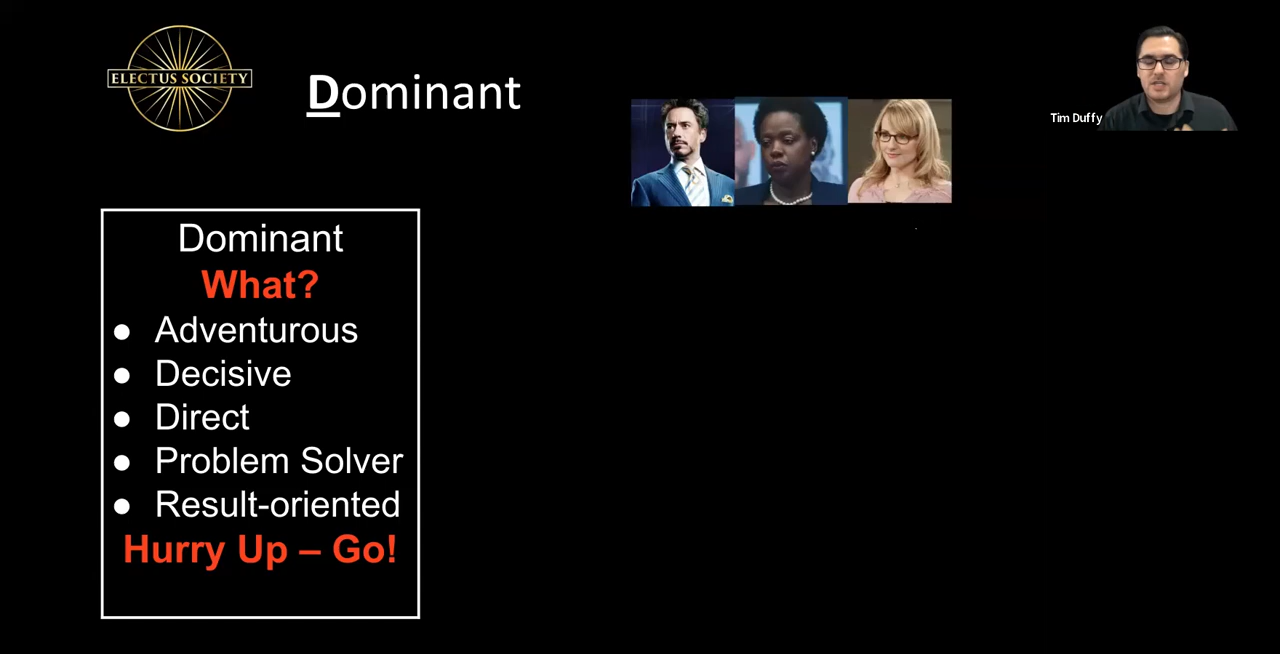 ELECTUS SOCIETY
Dominant
Tim Duffy
Dominant
What?
● Adventurous
● Decisive
● Direct
● Problem Solver
● Result-oriented
Hurry Up – Go!